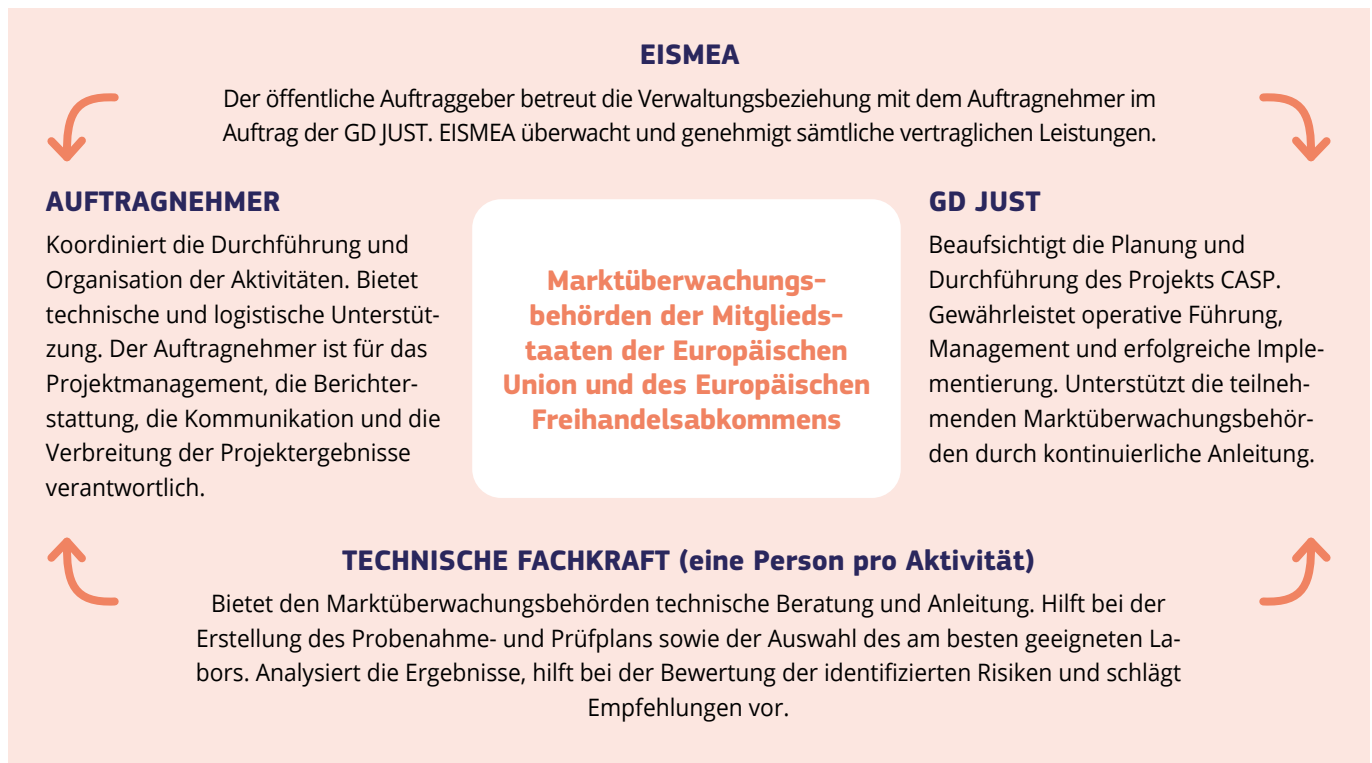 EISMEA
Der öffentliche Auftraggeber betreut die Verwaltungsbeziehung mit dem Auftragnehmer im
Auftrag der GD JUST. EISMEA überwacht und genehmigt sämtliche vertraglichen Leistungen.
AUFTRAGNEHMER
Koordiniert die Durchführung und
Organisation der Aktivitäten. Bietet
technische und logistische Unterstüt-
zung. Der Auftragnehmer ist für das
Projektmanagement, die Berichter-
stattung, die Kommunikation und die
Verbreitung der Projektergebnisse
verantwortlich.
Marktüberwachungs-
behörden der Mitglieds-
taaten der Europäischen
Union und des Europäischen
Freihandelsabkommens
GD JUST
Beaufsichtigt die Planung und
Durchführung des Projekts CASP.
Gewährleistet operative Führung,
Management und erfolgreiche Imple-
mentierung. Unterstützt die teilneh-
menden Marktüberwachungsbehör-
den durch kontinuierliche Anleitung.
TECHNISCHE FACHKRAFT (eine Person pro Aktivität)
Bietet den Marktüberwachungsbehörden technische Beratung und Anleitung. Hilft bei der
Erstellung des Probenahme- und Prüfplans sowie der Auswahl des am besten geeigneten La-
bors. Analysiert die Ergebnisse, hilft bei der Bewertung der identifizierten Risiken und schlägt
Empfehlungen vor.